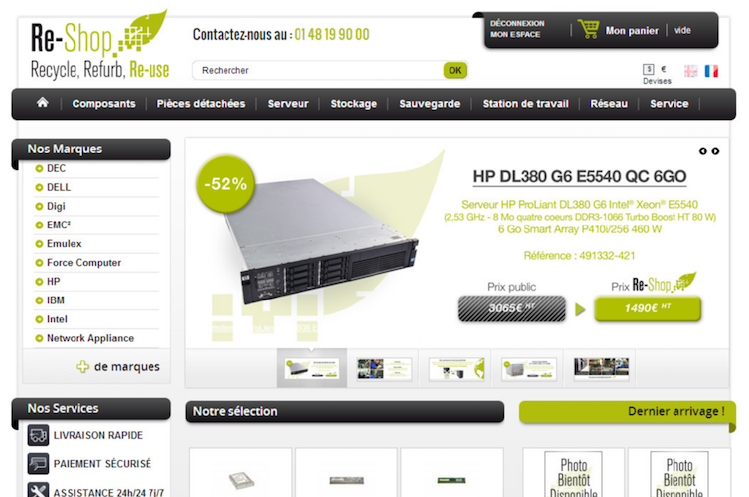 Re-Shop
Recycle, Refurb, Re-use
Contactez-nous au : 01 48 19 90 00
Rechercher
OK
DÉCONNEXION
MON ESPACE
Mon panier
vide
$ €
Devises
Composants
Pièces détachées
Serveur
Stockage
Sauvegarde
Station de travail
Réseau
Service
Nos Marques
DEC
DELL
Digi
EMC²
Emulex
Force Computer
HP
IBM
Intel
Network Appliance
de marques
-52%
HP DL380 G6 E5540 QC 6GO
Serveur HP ProLiant DL380 G6 Intel® Xeon® E5540
(2,53 GHz - 8 Mo quatre coeurs DDR3-1066 Turbo Boost HT 80 W)
6 Go Smart Array P410i/256 460 W
Référence : 491332-421
Prix public
3065€ HT
Prix Re-Shop
1490€ HT
Nos Services
LIVRAISON RAPIDE
PAIEMENT SÉCURISÉ
ASSISTANCE 24h/24 7j/7
Notre sélection
Dernier arrivage !
Photo
Bientôt
Disponible
Photo
Bientôt
Disponible